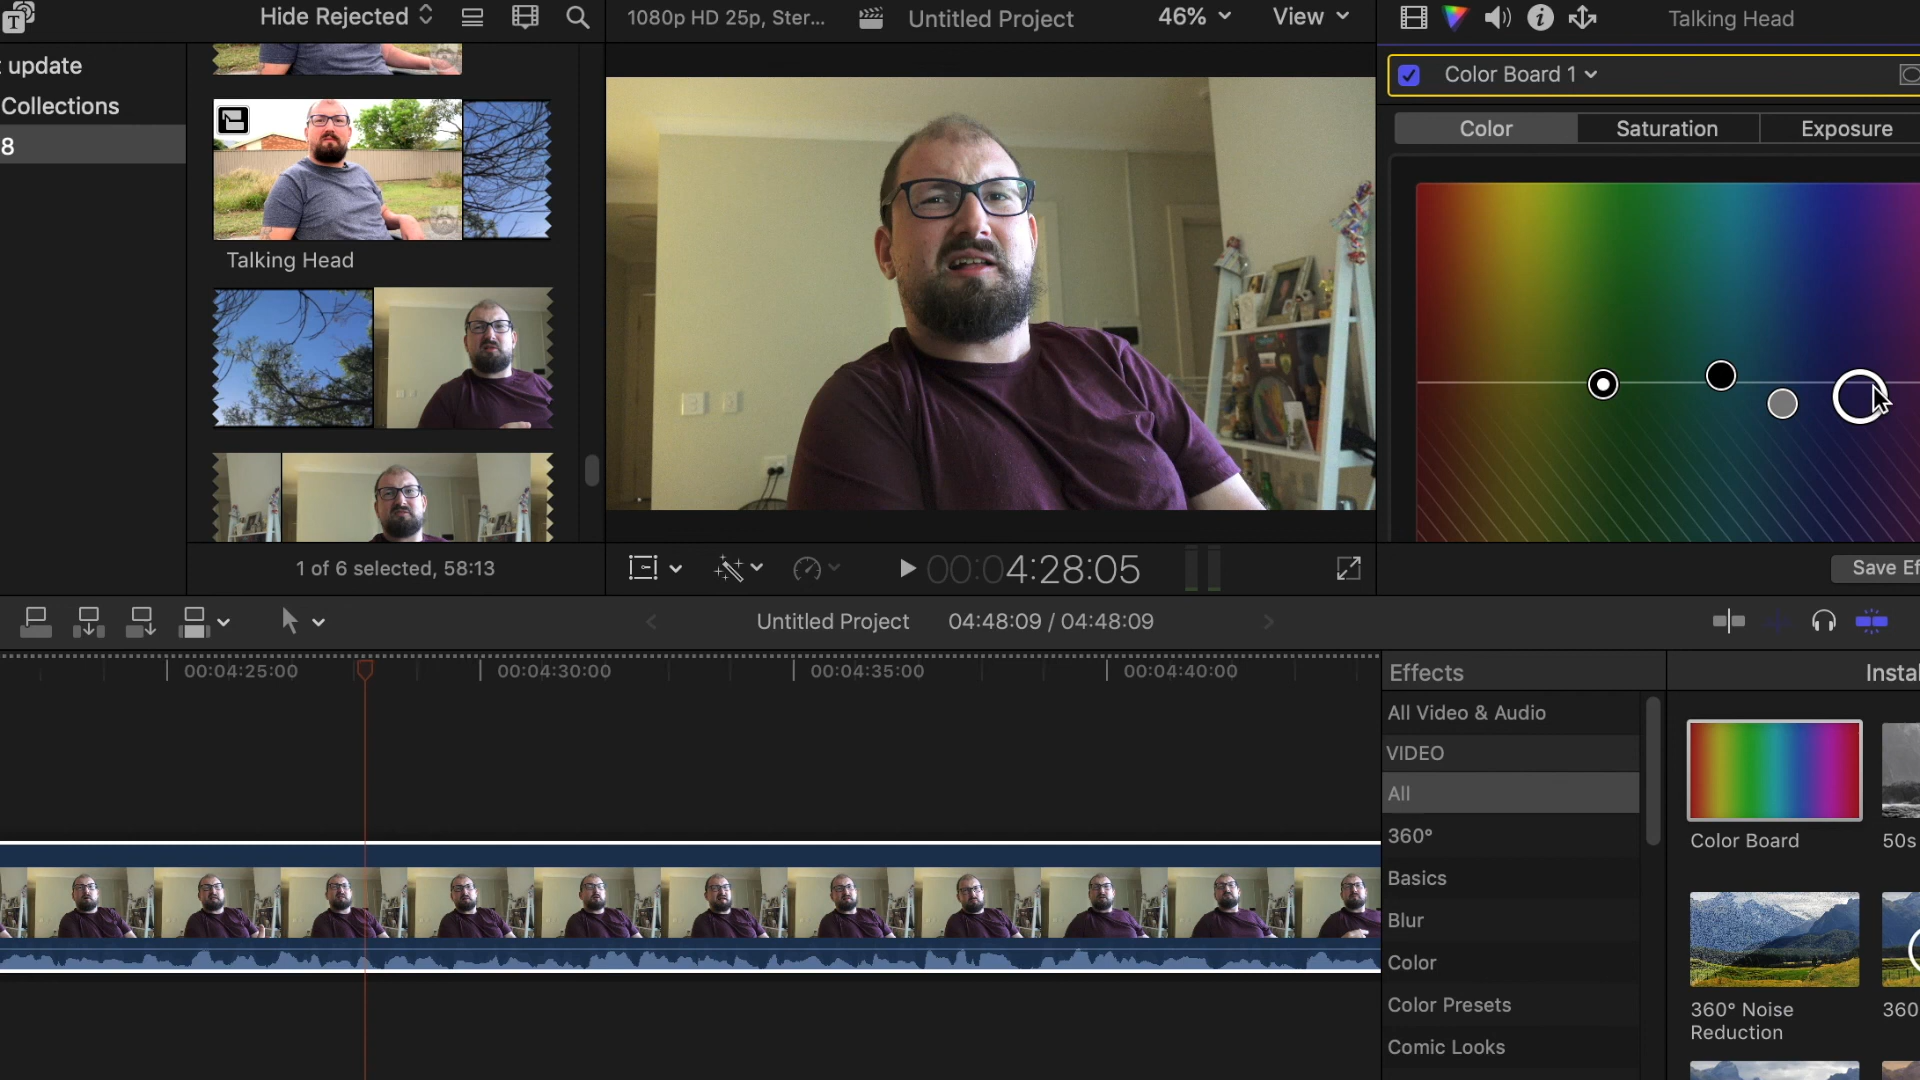 Hide Rejected
1080p HD 25p, Ster...
Untitled Project
46%
View
Talking Head
update
Collections
8
Talking Head
1 of 6 selected, 58:13
00:04:28:05
Color Board 1
Color
Saturation
Exposure
Save Ef
Untitled Project
04:48:09 / 04:48:09
00:04:25:00
00:04:30:00
00:04:35:00
00:04:40:00
Effects
Instal
All Video & Audio
VIDEO
All
360°
Basics
Blur
Color
Color Presets
Comic Looks
Color Board
50s
360° Noise
Reduction
360